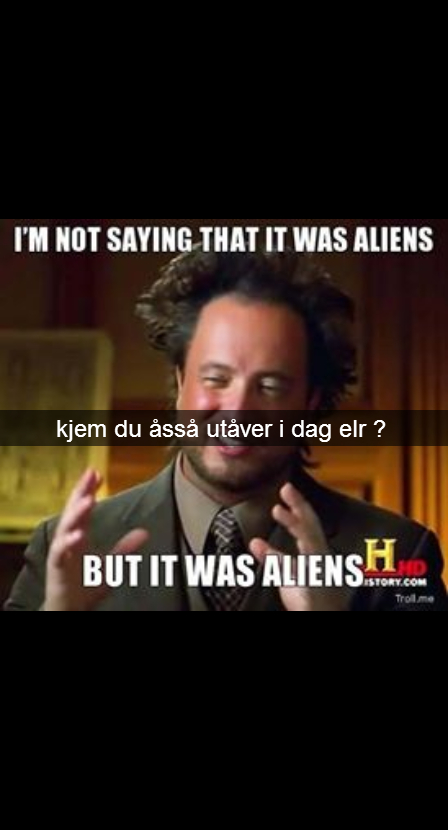 I'M NOT SAYING THAT IT WAS ALIENS
kjem du åsså utåver i dag elr ?
BUT IT WAS ALIENS
H HD
ISTORY.COM
Troll.me